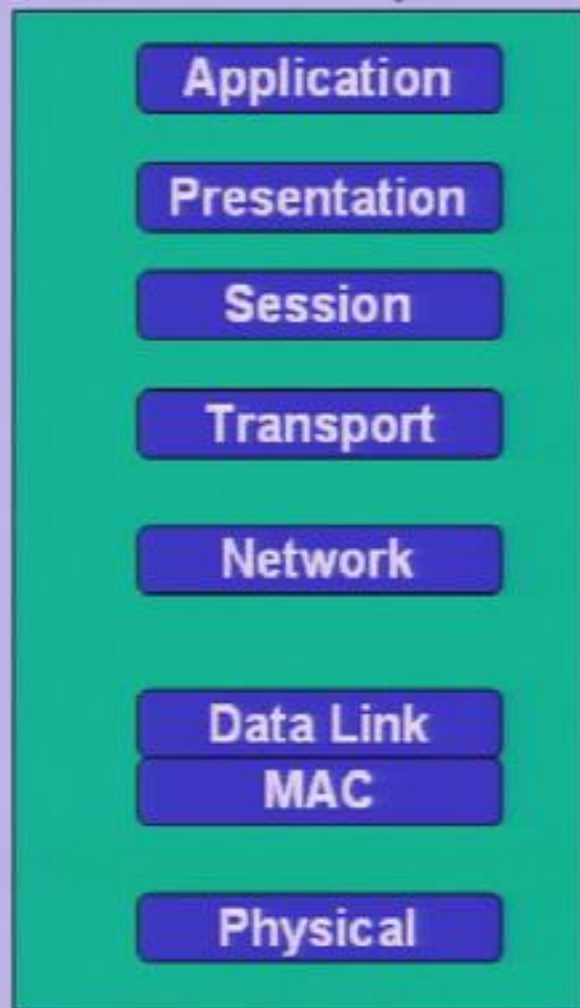 Application
Presentation
Session
Transport
Network
Data Link
MAC
Physical